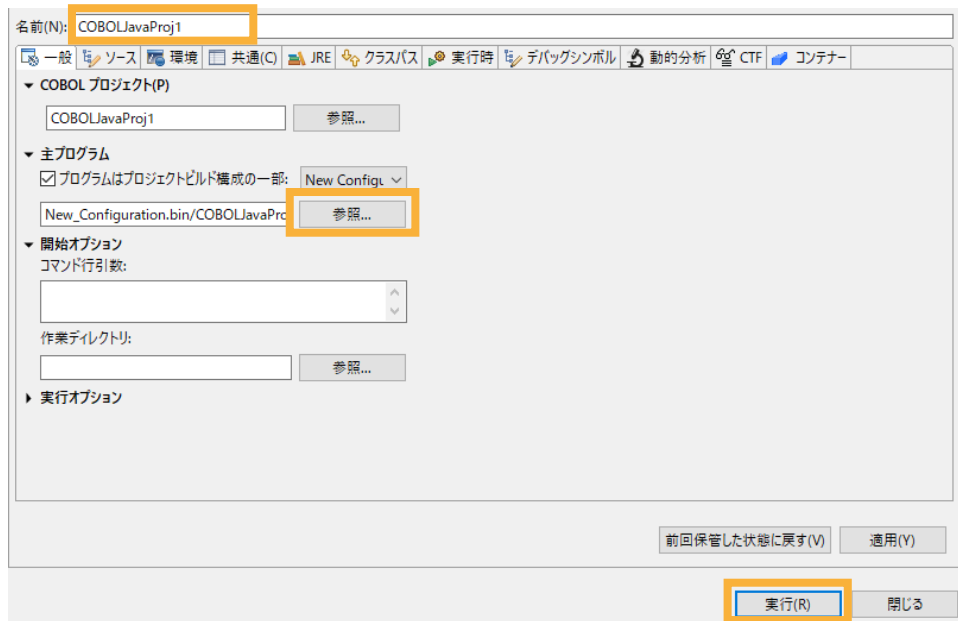 名前(N): COBOLJavaProj1
一般 ソース 環境 共通(C) JRE クラスパス 実行時 デバッグシンボル 動的分析 CTF コンテナー
COBOL プロジェクト(P)
COBOLJavaProj1 参照...
主プログラム
プログラムはプロジェクトビルド構成の一部: New Configu
New_Configuration.bin/COBOLJavaPro 参照...
開始オプション
コマンド行引数:
作業ディレクトリ:
参照...
実行オプション
前回保管した状態に戻す(V) 適用(Y)
実行(R) 閉じる